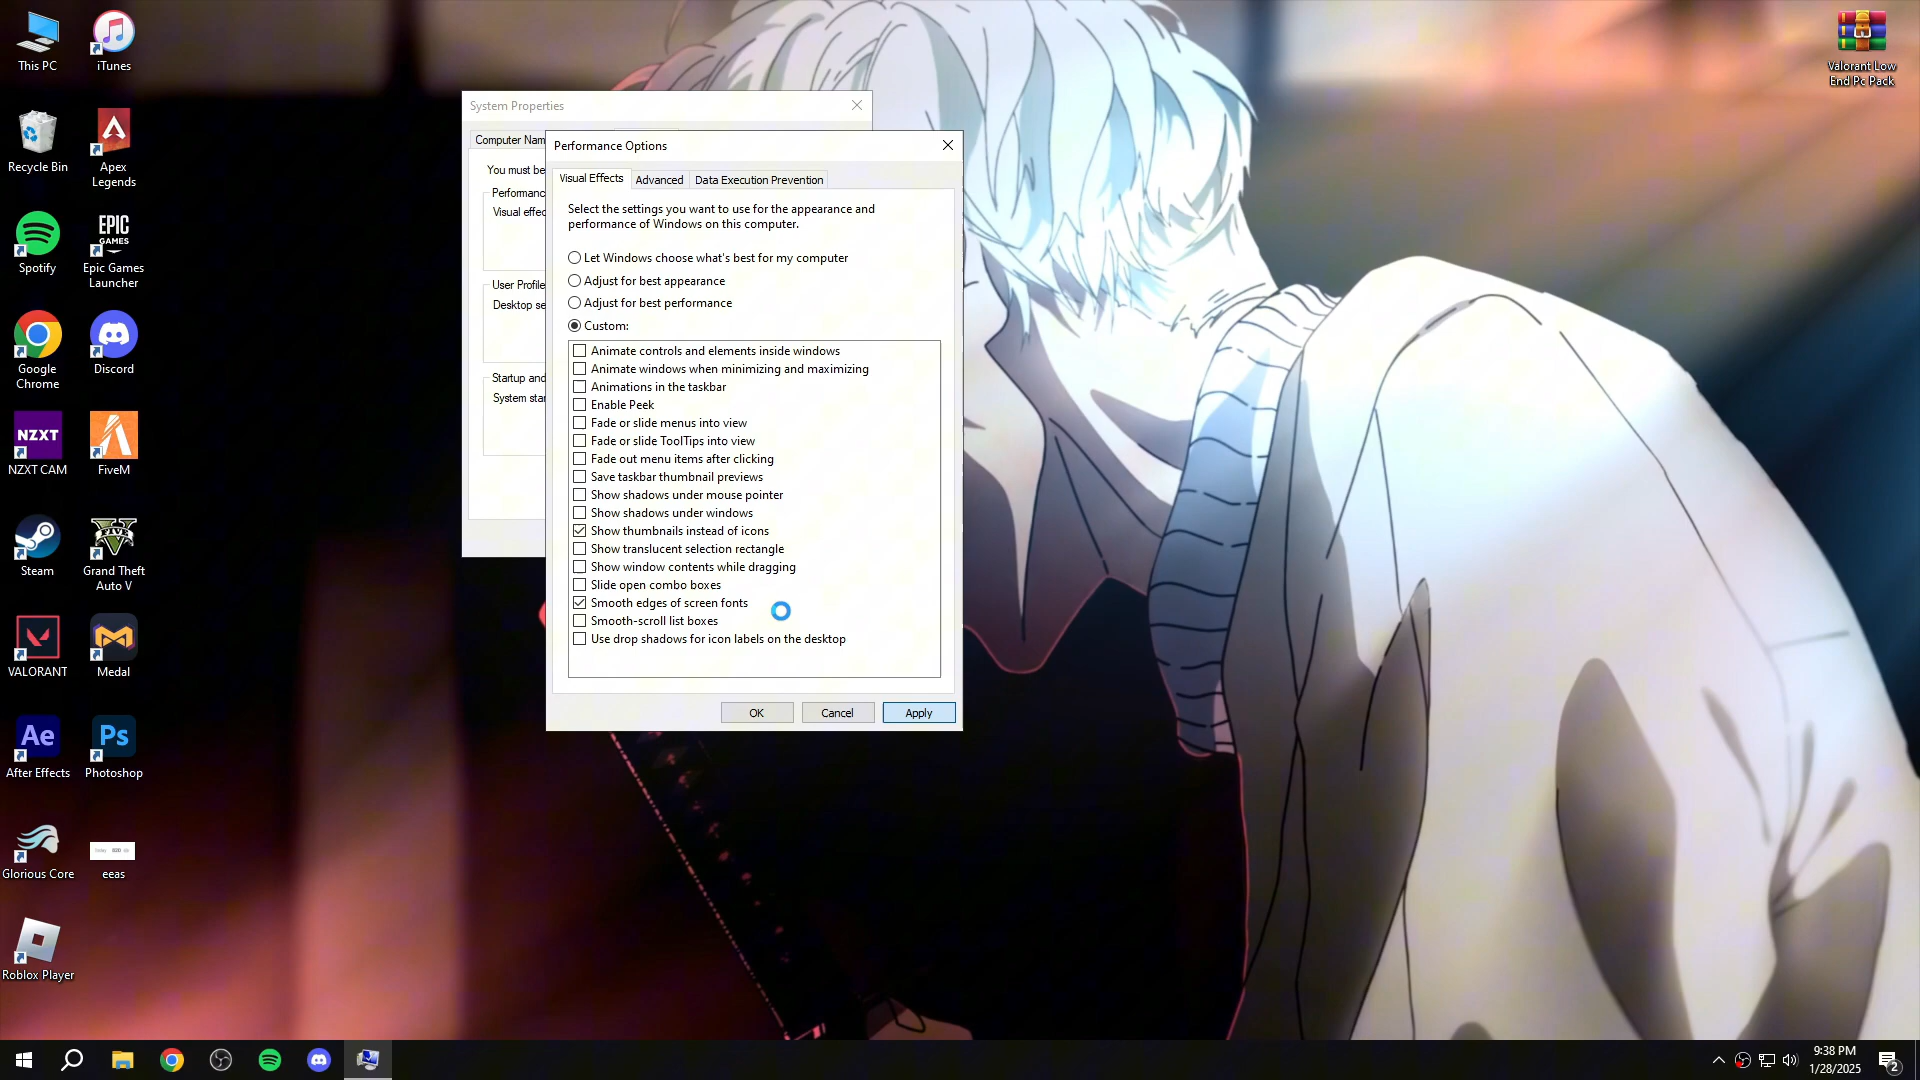 This PC
iTunes
Recycle Bin
Apex
Legends
Spotify
EPIC
GAMES
Epic Games
Launcher
Google
Chrome
Discord
NZXT
NZXT CAM
FiveM
Steam
FIVE
Grand Theft
Auto V
VALORANT
Medal
Ae
After Effects
Ps
Photoshop
Glorious Core
eeas
Roblox Player
Valorant Low
End Pc Pack
System Properties
Computer Nam
You must be
Performanc
Visual effec
User Profile
Desktop se
Startup and
System star
Performance Options
Visual Effects
Advanced
Data Execution Prevention
Select the settings you want to use for the appearance and
performance of Windows on this computer.
Let Windows choose what's best for my computer
Adjust for best appearance
Adjust for best performance
Custom:
Animate controls and elements inside windows
Animate windows when minimizing and maximizing
Animations in the taskbar
Enable Peek
Fade or slide menus into view
Fade or slide ToolTips into view
Fade out menu items after clicking
Save taskbar thumbnail previews
Show shadows under mouse pointer
Show shadows under windows
Show thumbnails instead of icons
Show translucent selection rectangle
Show window contents while dragging
Slide open combo boxes
Smooth edges of screen fonts
Smooth-scroll list boxes
Use drop shadows for icon labels on the desktop
OK
Cancel
Apply
9:38 PM
1/28/2025
2